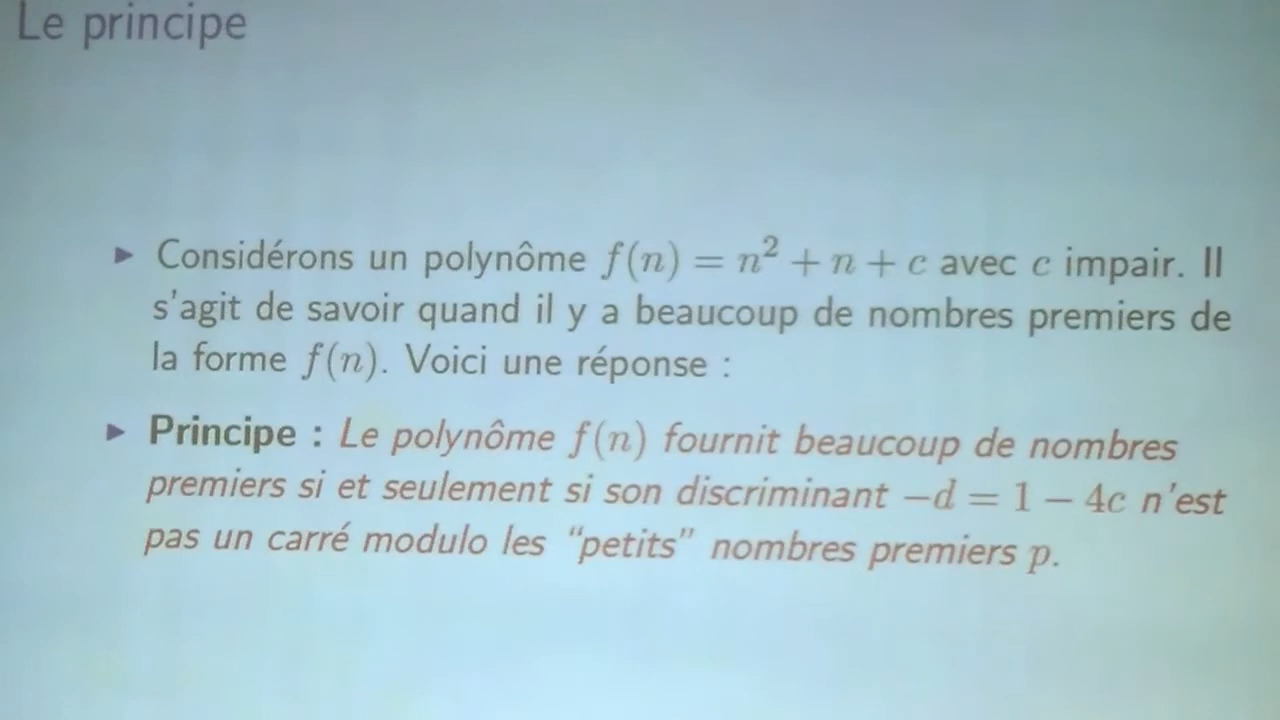 Le principe
▶ Considérons un polynôme f(n) = n² + n + c avec c impair. Il
s'agit de savoir quand il y a beaucoup de nombres premiers de
la forme f(n). Voici une réponse :
▶ Principe : Le polynôme f(n) fournit beaucoup de nombres
premiers si et seulement si son discriminant −d = 1 − 4c n'est
pas un carré modulo les “petits” nombres premiers p.